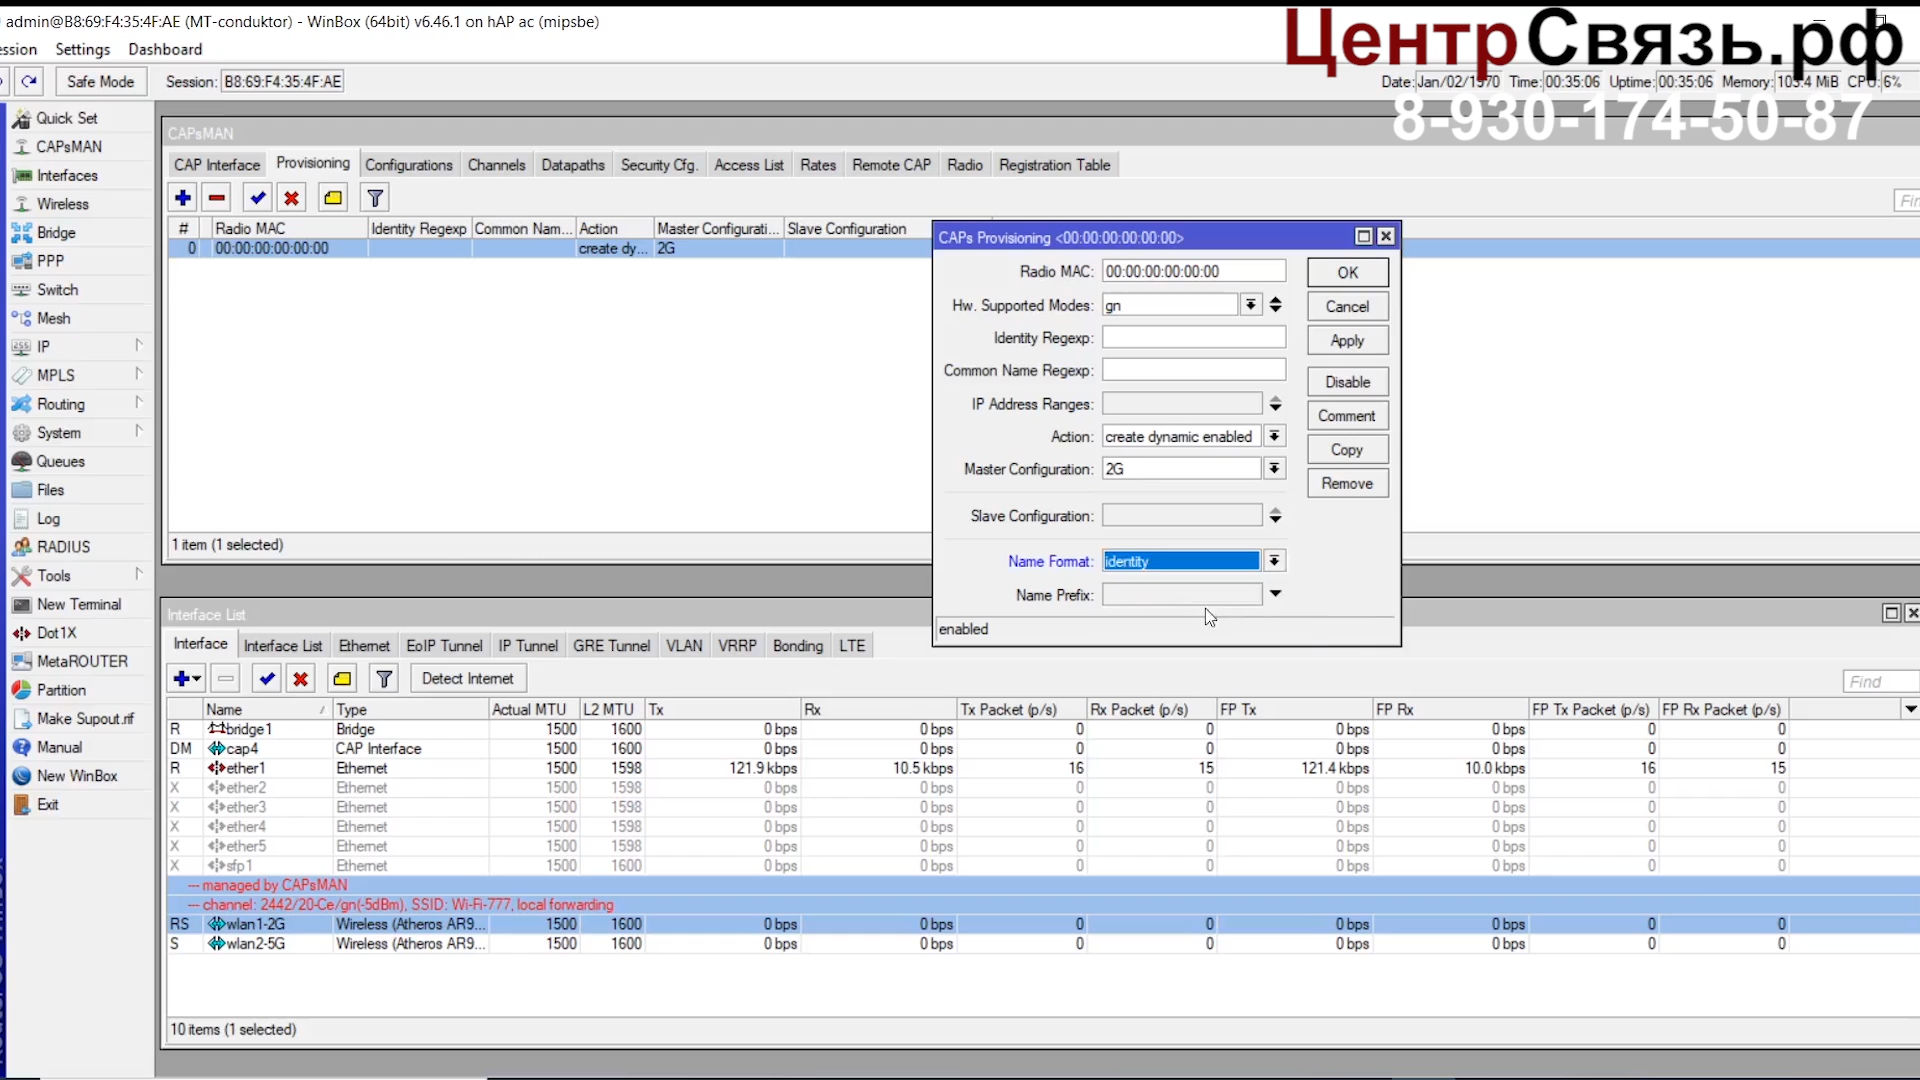 admin@B8:69:F4:35:4F:AE (MT-conduktor) - WinBox (64bit) v6.46.1 on hAP ac (mipsbe)
ЦентрСвязь.рф
ession Settings Dashboard
Safe Mode Session: B8:69:F4:35:4F:AE Date: Jan/02/1970 Time: 00:35:06 Uptime: 00:35:06 Memory: 103.4 MiB CPU: 6%
8-930-174-50-87
Quick Set
CAPsMAN
Interfaces
Wireless
Bridge
PPP
Switch
Mesh
IP
MPLS
Routing
System
Queues
Files
Log
RADIUS
Tools
New Terminal
Dot1X
MetaROUTER
Partition
Make Supout.rif
Manual
New WinBox
Exit
CAPsMAN
CAP Interface Provisioning Configurations Channels Datapaths Security Cfg. Access List Rates Remote CAP Radio Registration Table
Fin
# Radio MAC Identity Regexp Common Nam... Action Master Configurati... Slave Configuration
0 00:00:00:00:00:00 create dy... 2G
1 item (1 selected)
CAPs Provisioning <00:00:00:00:00:00>
Radio MAC: 00:00:00:00:00:00 OK
Hw. Supported Modes: gn Cancel
Identity Regexp: Apply
Common Name Regexp: Disable
IP Address Ranges: Comment
Action: create dynamic enabled Copy
Master Configuration: 2G Remove
Slave Configuration:
Name Format: identity
Name Prefix:
enabled
Interface List
Interface Interface List Ethernet EoIP Tunnel IP Tunnel GRE Tunnel VLAN VRRP Bonding LTE
Detect Internet Find
Name / Type Actual MTU L2 MTU Tx Rx Tx Packet (p/s) Rx Packet (p/s) FP Tx FP Rx FP Tx Packet (p/s) FP Rx Packet (p/s)
R bridge1 Bridge 1500 1600 0 bps 0 bps 0 0 0 bps 0 bps 0 0
DM cap4 CAP Interface 1500 1600 0 bps 0 bps 0 0 0 bps 0 bps 0 0
R ether1 Ethernet 1500 1598 121.9 kbps 10.5 kbps 16 15 121.4 kbps 10.0 kbps 16 15
X ether2 Ethernet 1500 1598 0 bps 0 bps 0 0 0 bps 0 bps 0 0
X ether3 Ethernet 1500 1598 0 bps 0 bps 0 0 0 bps 0 bps 0 0
X ether4 Ethernet 1500 1598 0 bps 0 bps 0 0 0 bps 0 bps 0 0
X ether5 Ethernet 1500 1598 0 bps 0 bps 0 0 0 bps 0 bps 0 0
X sfp1 Ethernet 1500 1600 0 bps 0 bps 0 0 0 bps 0 bps 0 0
--- managed by CAPsMAN
--- channel: 2442/20-Ce/gn(-5dBm), SSID: Wi-Fi-777, local forwarding
RS wlan1-2G Wireless (Atheros AR9... 1500 1600 0 bps 0 bps 0 0 0 bps 0 bps 0 0
S wlan2-5G Wireless (Atheros AR9... 1500 1600 0 bps 0 bps 0 0 0 bps 0 bps 0 0
10 items (1 selected)